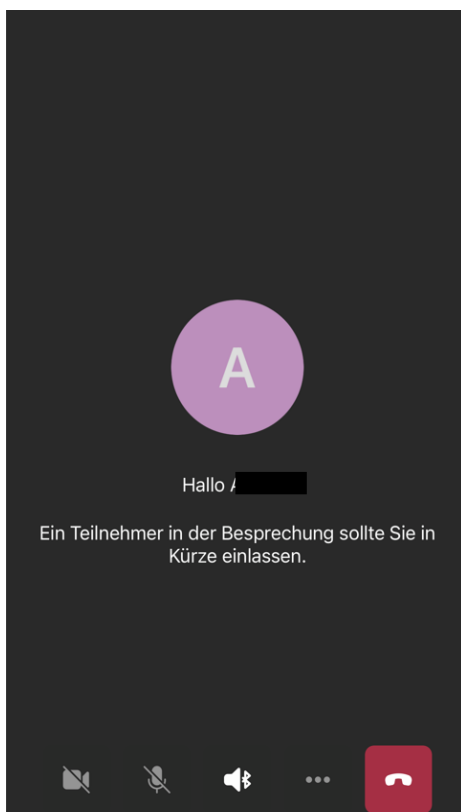 A
Hallo
Ein Teilnehmer in der Besprechung sollte Sie in
Kürze einlassen.